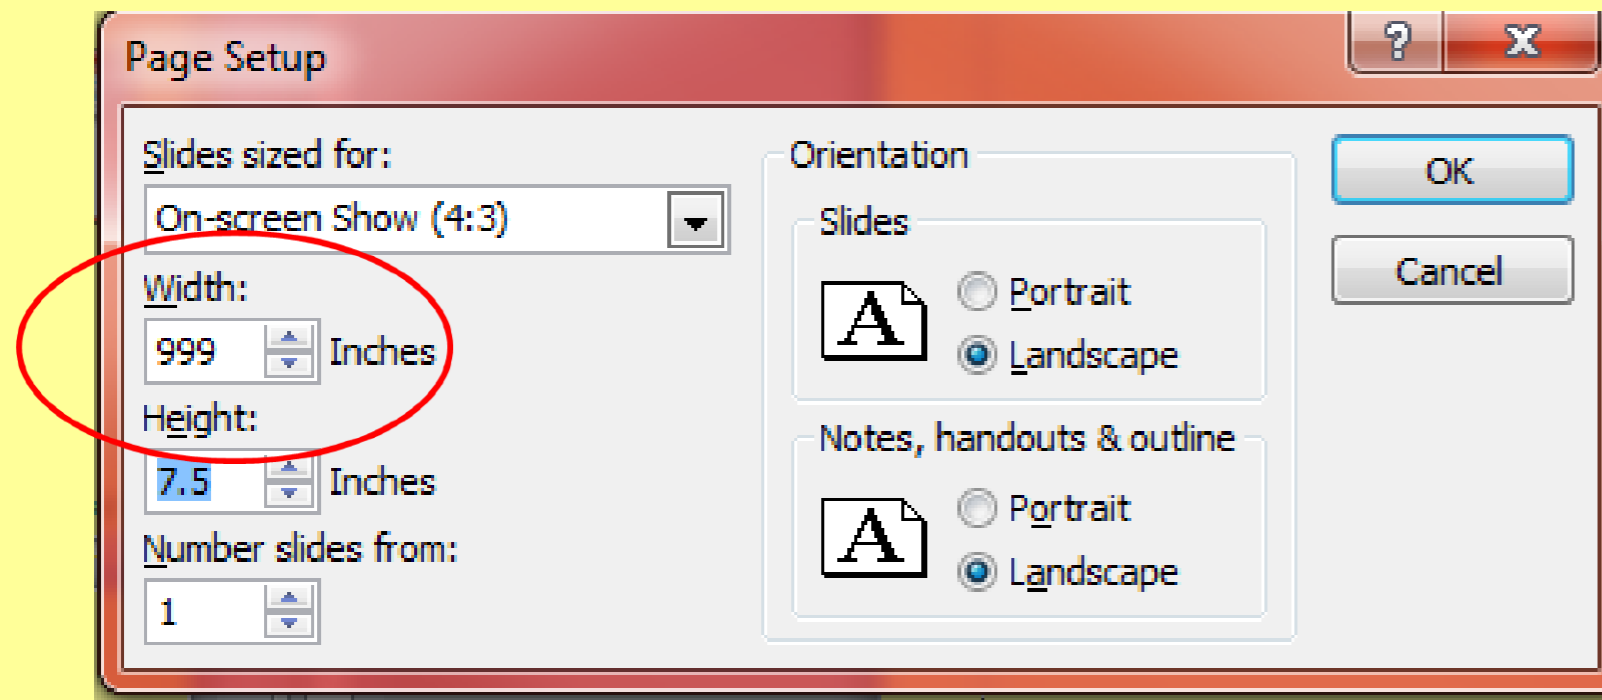 Page Setup
Slides sized for:
On-screen Show (4:3)
Width:
999 Inches
Height:
7.5 Inches
Number slides from:
1
Orientation
Slides
A
Portrait
Landscape
Notes, handouts & outline
A
Portrait
Landscape
?
X
OK
Cancel